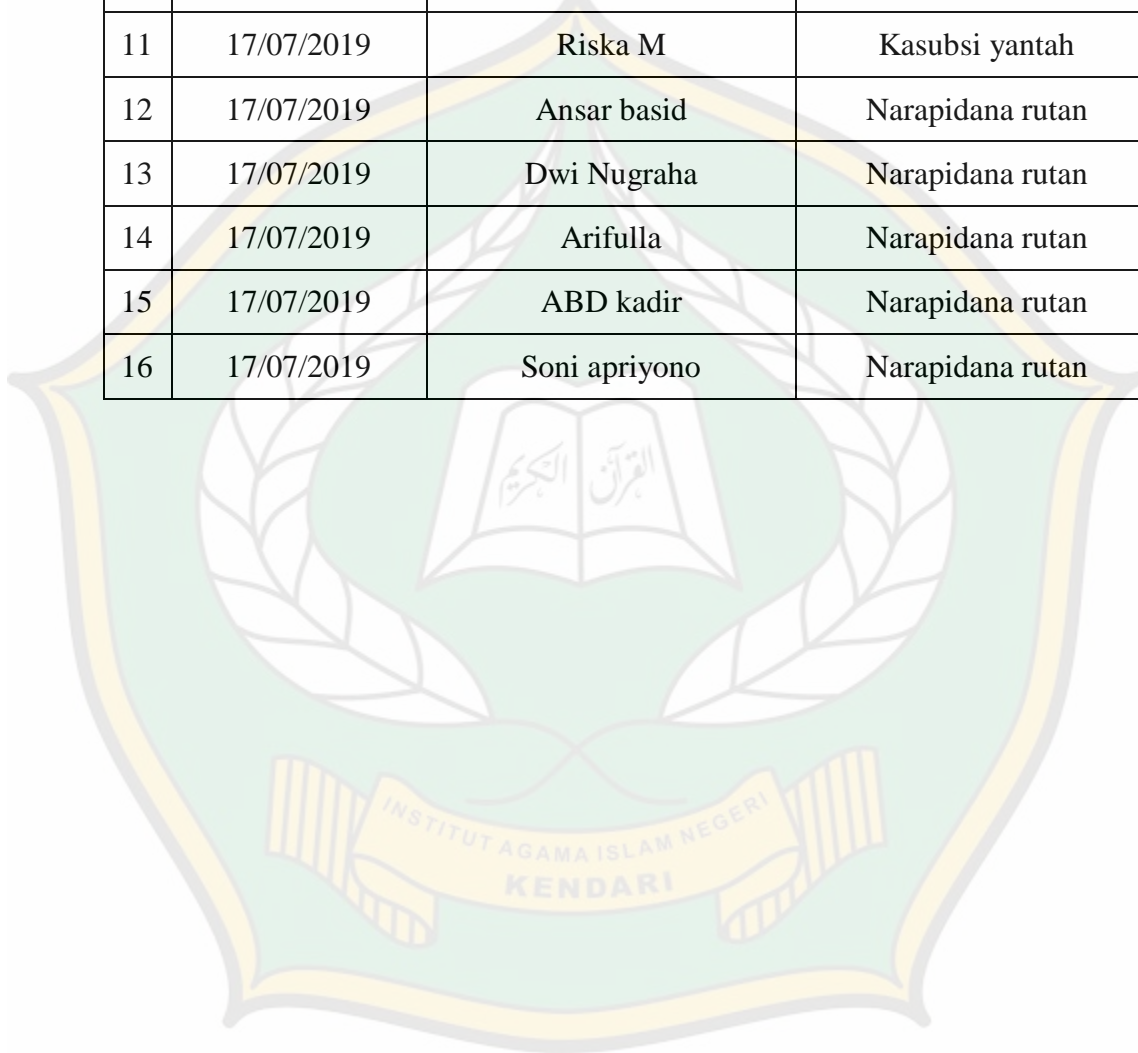 11 17/07/2019 Riska M Kasubsi yantah
12 17/07/2019 Ansar basid Narapidana rutan
13 17/07/2019 Dwi Nugraha Narapidana rutan
14 17/07/2019 Arifulla Narapidana rutan
15 17/07/2019 ABD kadir Narapidana rutan
16 17/07/2019 Soni apriyono Narapidana rutan
القرآن الكريم
INSTITUT AGAMA ISLAM NEGERI
KENDARI